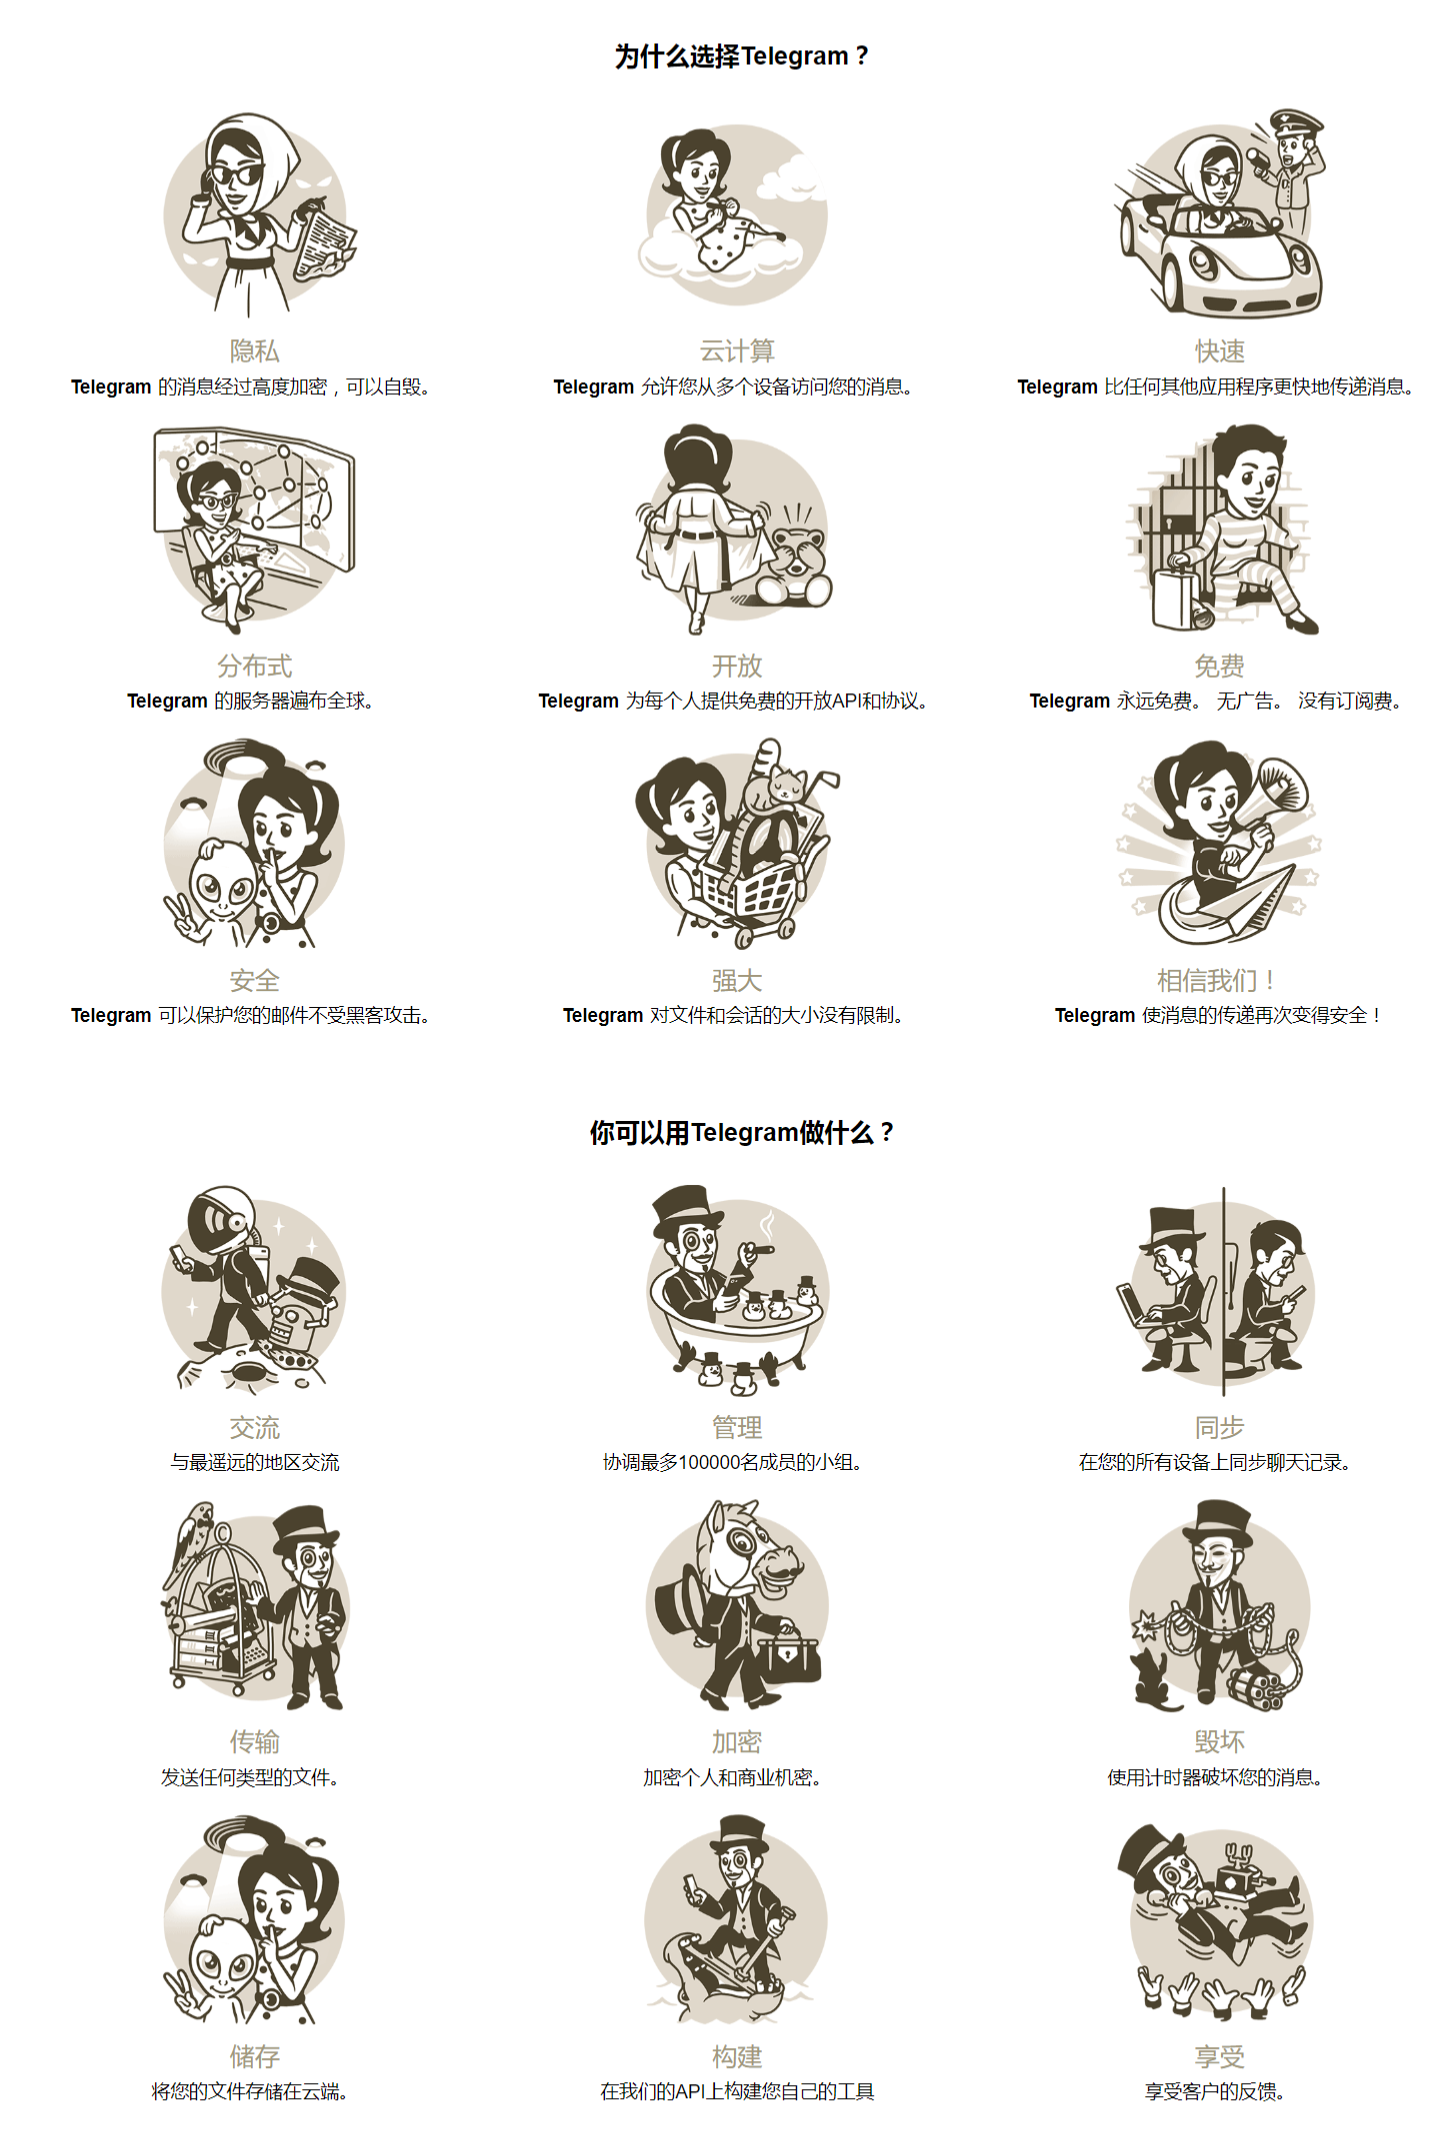 为什么选择Telegram？
隐私
云计算
快速
Telegram 的消息经过高度加密，可以自毁。
Telegram 允许您从多个设备访问您的消息。
Telegram 比任何其他应用程序更快地传递消息。
分布式
开放
免费
Telegram 的服务器遍布全球。
Telegram 为每个人提供免费的开放API和协议。
Telegram 永远免费。 无广告。 没有订阅费。
安全
强大
相信我们！
Telegram 可以保护您的邮件不受黑客攻击。
Telegram 对文件和会话的大小没有限制。
Telegram 使消息的传递再次变得安全！
你可以用Telegram做什么？
交流
管理
同步
与最遥远的地区交流
协调最多100000名成员的小组。
在您的所有设备上同步聊天记录。
传输
加密
毁坏
发送任何类型的文件。
加密个人和商业机密。
使用计时器破坏您的消息。
储存
构建
享受
将您的文件存储在云端。
在我们的API上构建您自己的工具
享受客户的反馈。